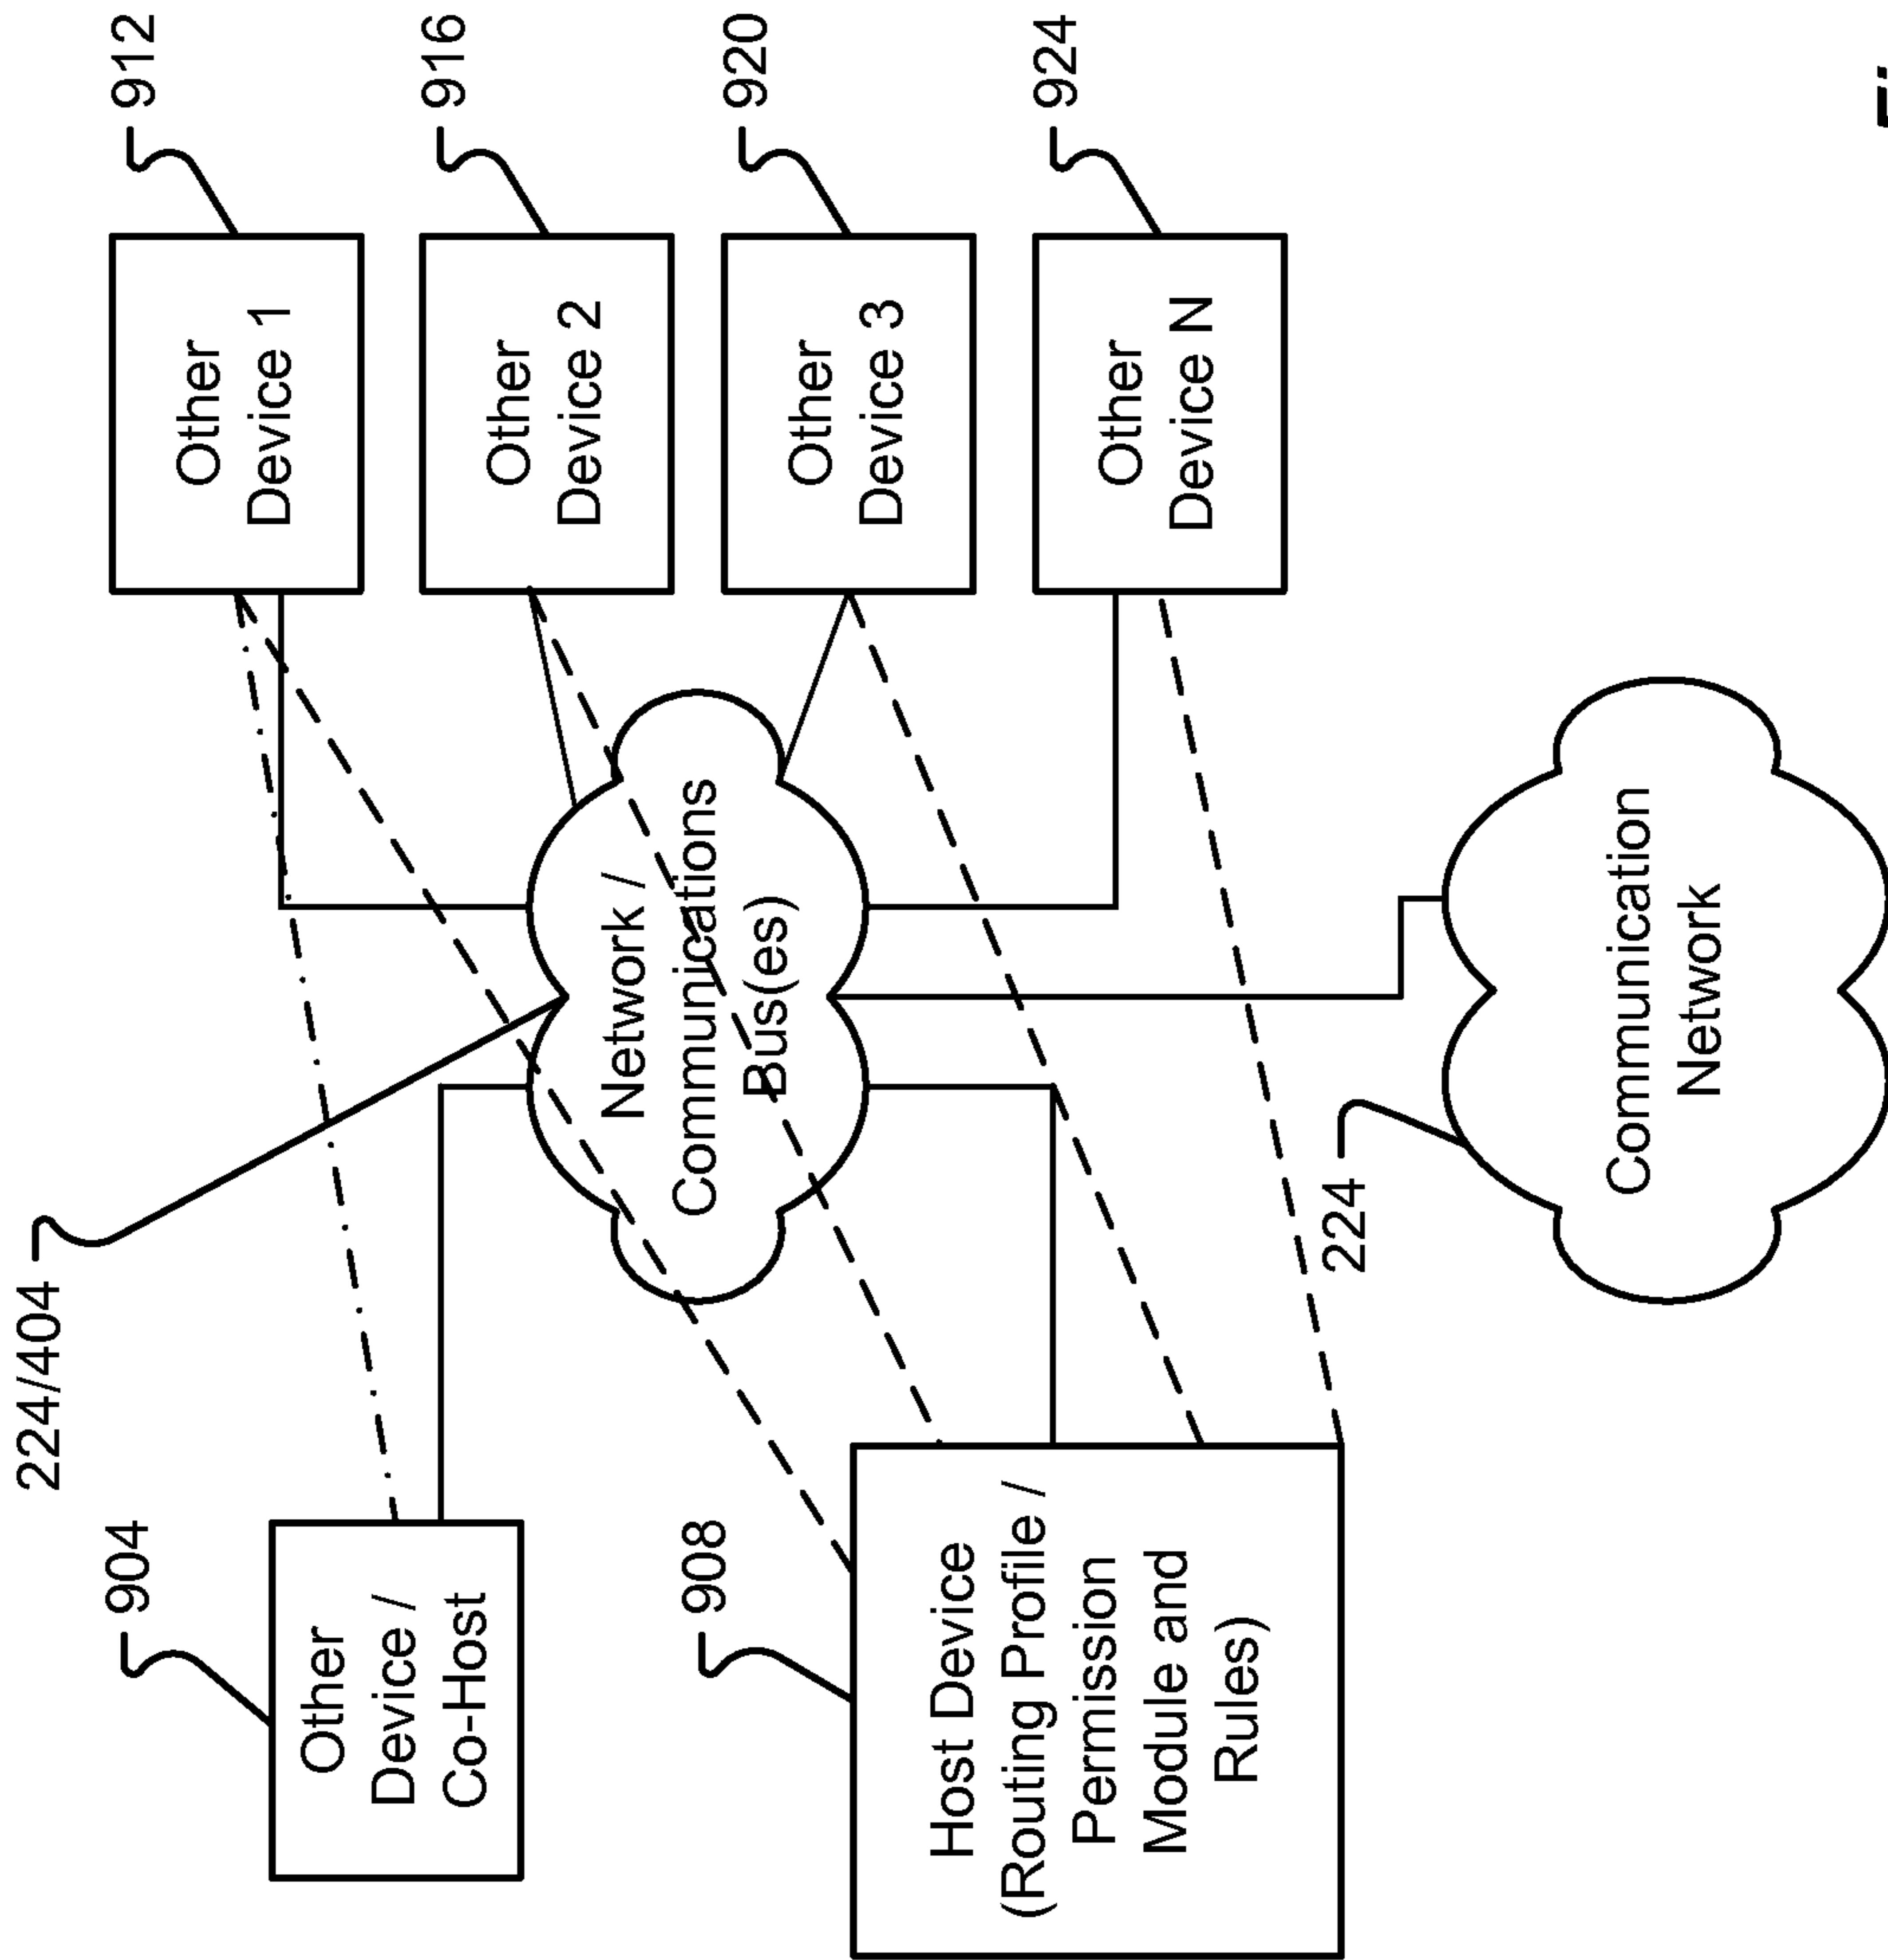 224/404
904
912
Other
Device /
Co-Host
Other
Device 1
916
Other
Device 2
Network /
Communications
Bus(es)
908
Host Device
(Routing Profile /
Permission
Module and
Rules)
920
Other
Device 3
924
Other
Device N
224
Communication
Network